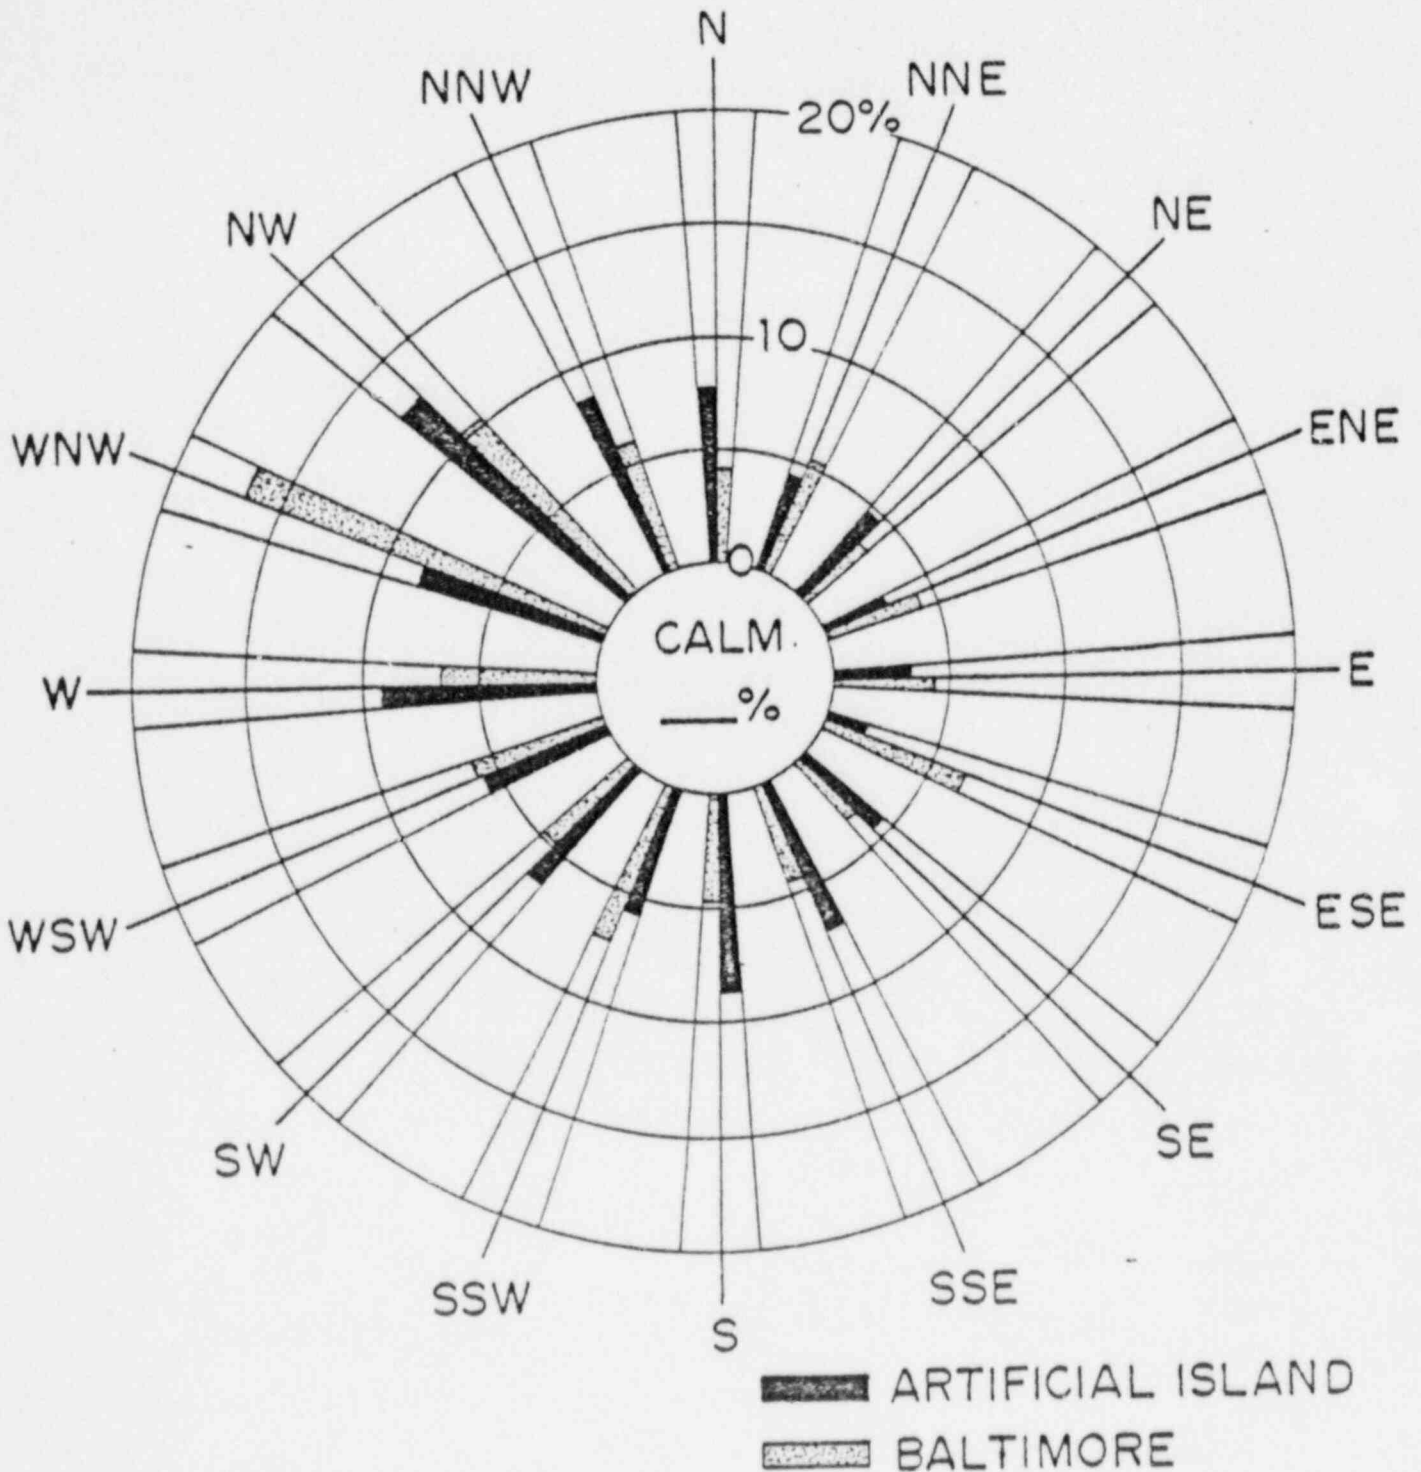 N
NNW
NNE
20%
NW
NE
10
WNW
ENE
0
CALM
W
E
__%
WSW
ESE
SW
SE
SSW
SSE
S
ARTIFICIAL ISLAND
BALTIMORE